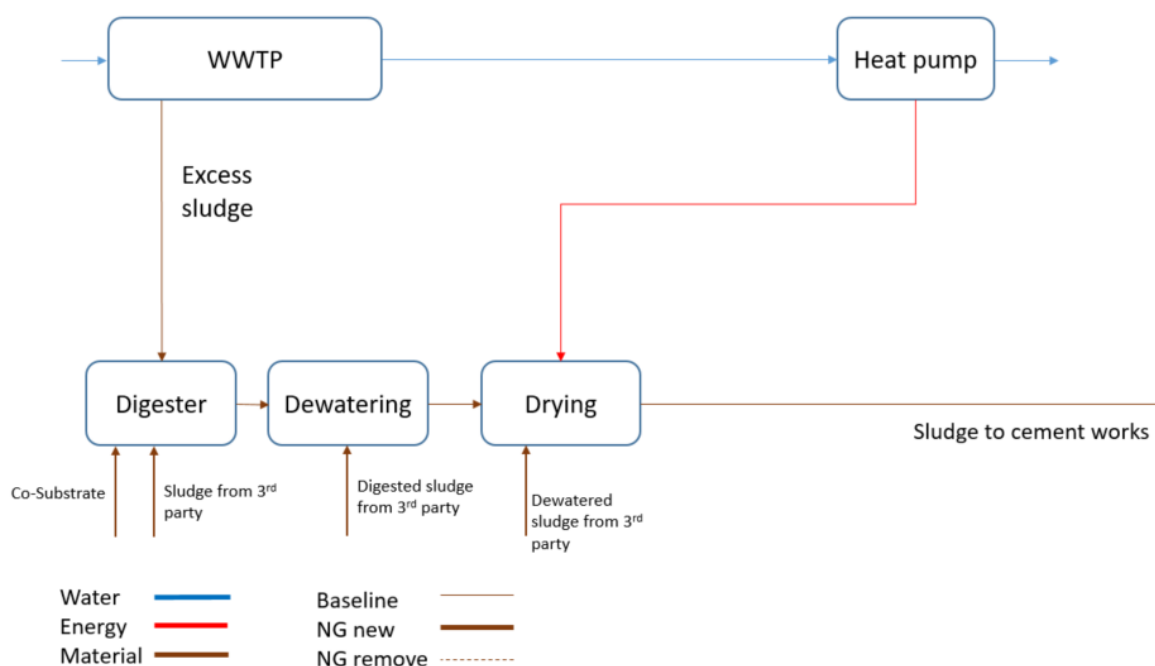 WWTP
Heat pump
Excess
sludge
Digester
Dewatering
Drying
Sludge to cement works
Co-Substrate
Sludge from 3rd
party
Digested sludge
from 3rd party
Dewatered
sludge from 3rd
party
Water
Energy
Material
Baseline
NG new
NG remove